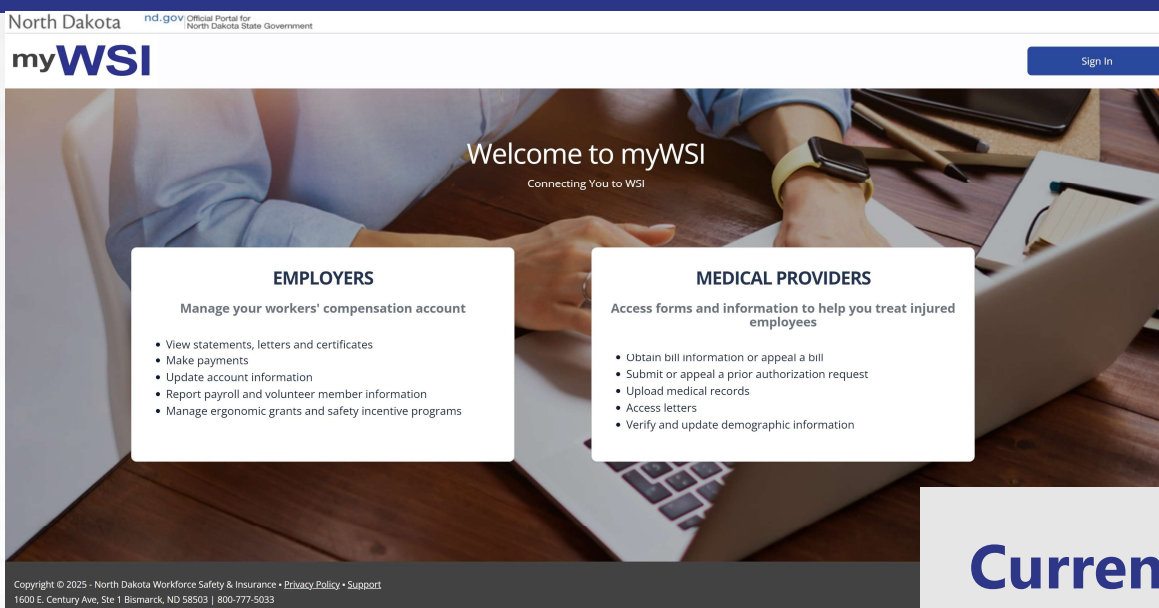 North Dakota nd.gov Official Portal for
North Dakota State Government
myWSI
Sign In
Welcome to myWSI
Connecting You to WSI
EMPLOYERS
Manage your workers' compensation account
• View statements, letters and certificates
• Make payments
• Update account information
• Report payroll and volunteer member information
• Manage ergonomic grants and safety incentive programs
MEDICAL PROVIDERS
Access forms and information to help you treat injured
employees
• Obtain bill information or appeal a bill
• Submit or appeal a prior authorization request
• Upload medical records
• Access letters
• Verify and update demographic information
Curren
Copyright © 2025 - North Dakota Workforce Safety & Insurance • Privacy Policy • Support
1600 E. Century Ave, Ste 1 Bismarck, ND 58503 | 800-777-5033